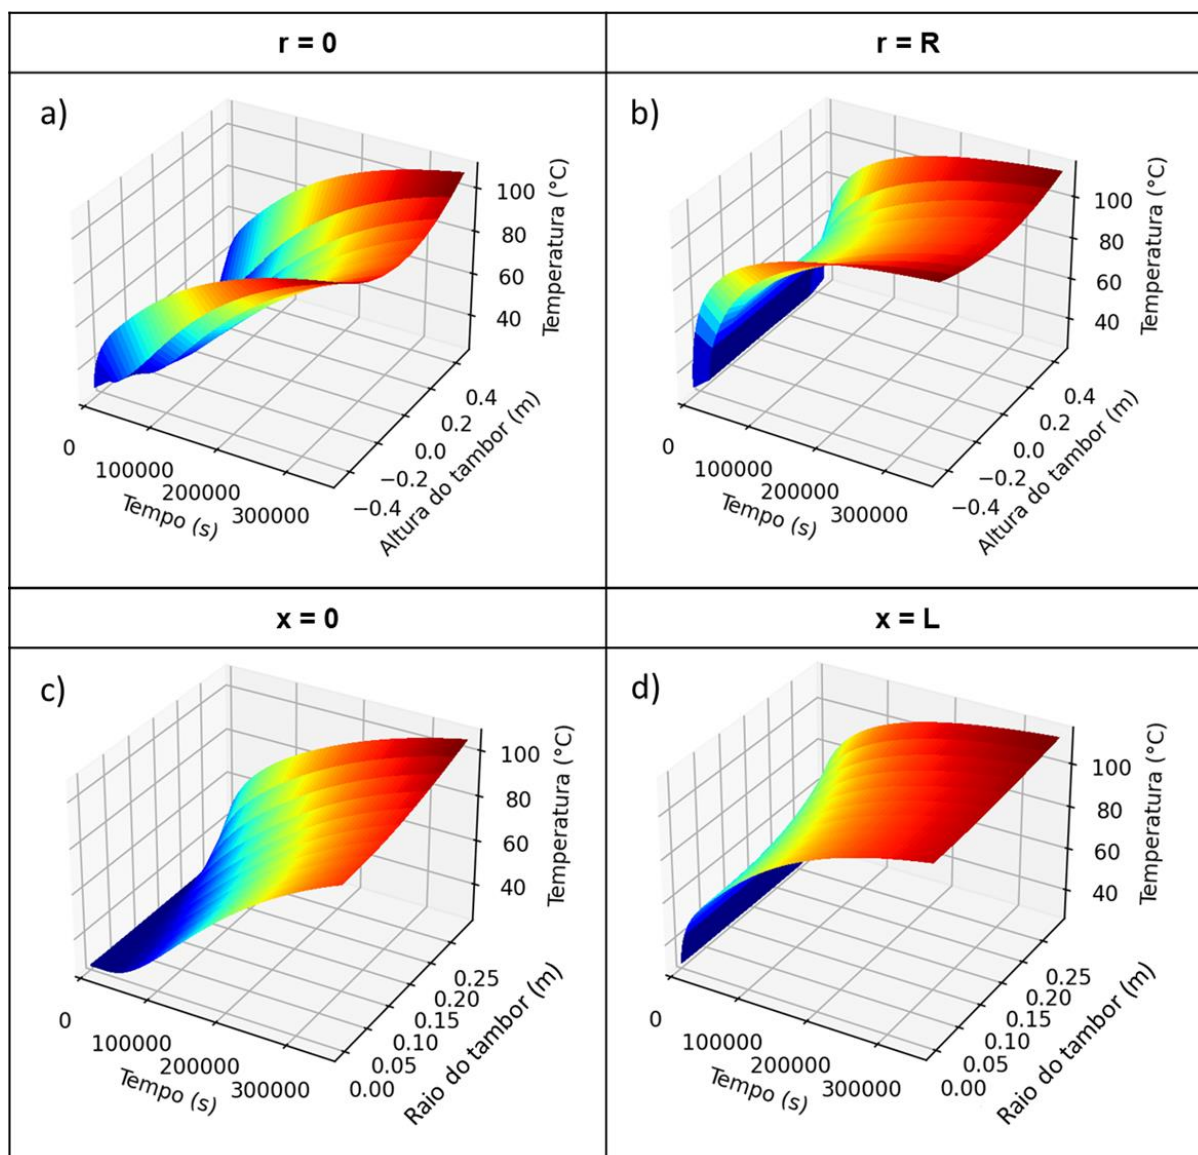 r = 0
r = R
a)
100
80
60
40
Temperatura (°C)
0
100000
200000
300000
Tempo (s)
−0.4
−0.2
0.0
0.2
0.4
Altura do tambor (m)
b)
100
80
60
40
Temperatura (°C)
0
100000
200000
300000
Tempo (s)
−0.4
−0.2
0.0
0.2
0.4
Altura do tambor (m)
x = 0
x = L
c)
100
80
60
40
Temperatura (°C)
0
100000
200000
300000
Tempo (s)
0.00
0.05
0.10
0.15
0.20
0.25
Raio do tambor (m)
d)
100
80
60
40
Temperatura (°C)
0
100000
200000
300000
Tempo (s)
0.00
0.05
0.10
0.15
0.20
0.25
Raio do tambor (m)